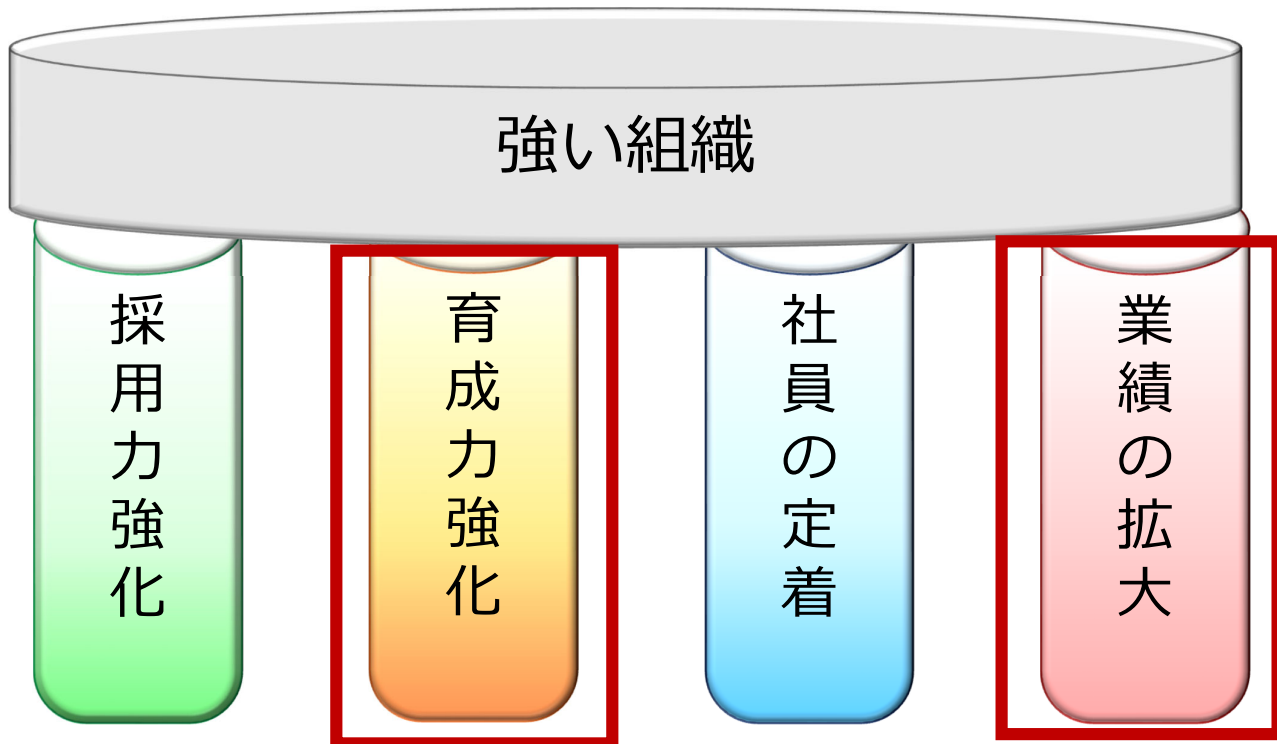 強い組織
採用力強化
育成力強化
社員の定着
業績の拡大